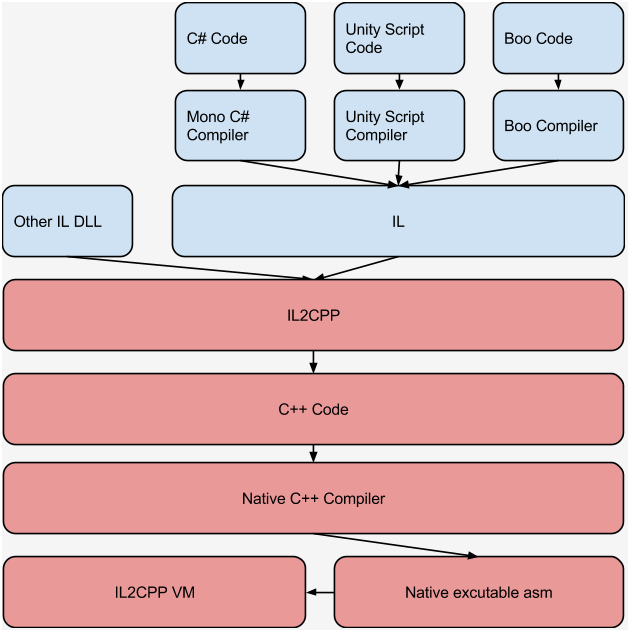 C# Code
Unity Script
Code
Boo Code
Mono C#
Compiler
Unity Script
Compiler
Boo Compiler
Other IL DLL
IL
IL2CPP
C++ Code
Native C++ Compiler
IL2CPP VM
Native excutable asm